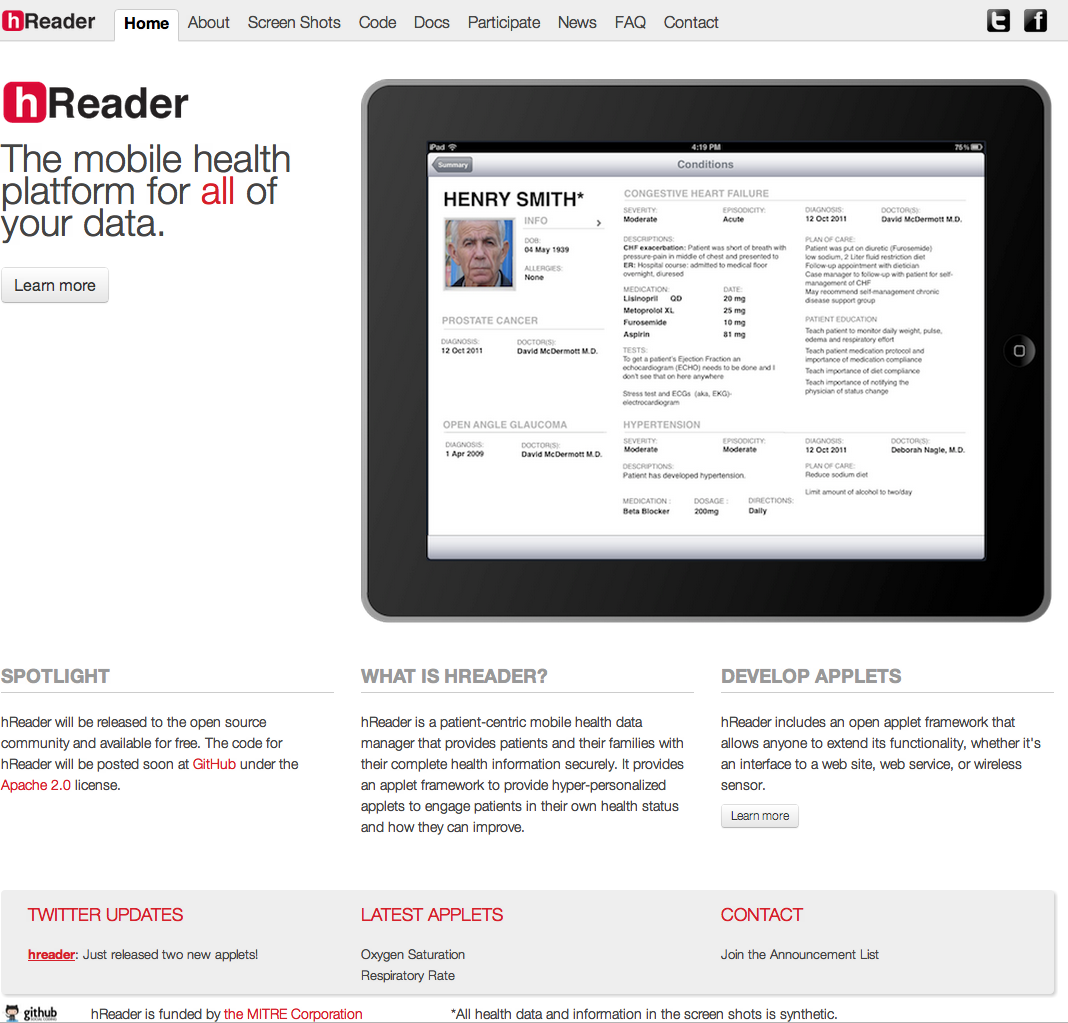 hReader Home About Screen Shots Code Docs Participate News FAQ Contact
hReader
The mobile health
platform for all of
your data.
Learn more
iPad 4:19 PM 75%
Summary Conditions
HENRY SMITH*
INFO
DOB:
04 May 1939
ALLERGIES:
None
PROSTATE CANCER
DIAGNOSIS: DOCTOR(S):
12 Oct 2011 David McDermott M.D.
OPEN ANGLE GLAUCOMA
DIAGNOSIS: DOCTOR(S):
1 Apr 2009 David McDermott M.D.
CONGESTIVE HEART FAILURE
SEVERITY: EPISODICITY: DIAGNOSIS: DOCTOR(S):
Moderate Acute 12 Oct 2011 David McDermott M.D.
DESCRIPTIONS:
CHF exacerbation: Patient was short of breath with
pressure-pain in middle of chest and presented to
ER: Hospital course: admitted to medical floor
overnight, diuresed
MEDICATION: DATE:
Lisinopril QD 20 mg
Metoprolol XL 25 mg
Furosemide 10 mg
Aspirin 81 mg
TESTS:
To get a patient's Ejection Fraction an
echocardiogram (ECHO) needs to be done and I
don't see that on here anywhere
Stress test and ECGs (aka, EKG)-
electrocardiogram
PLAN OF CARE:
Patient was put on diuretic (Furosemide)
low sodium, 2 Liter fluid restriction diet
Follow-up appointment with dietician
Case manager to follow-up with patient for self-
management of CHF
May recommend self-management chronic
disease support group
PATIENT EDUCATION
Teach patient to monitor daily weight, pulse,
edema and respiratory effort
Teach patient medication protocol and
importance of medication compliance
Teach importance of diet compliance
Teach importance of notifying the
physician of status change
HYPERTENSION
SEVERITY: EPISODICITY: DIAGNOSIS: DOCTOR(S):
Moderate Moderate 12 Oct 2011 Deborah Nagle, M.D.
DESCRIPTIONS:
Patient has developed hypertension.
PLAN OF CARE:
Reduce sodium diet
Limit amount of alcohol to two/day
MEDICATION : DOSAGE : DIRECTIONS:
Beta Blocker 200mg Daily
SPOTLIGHT
hReader will be released to the open source
community and available for free. The code for
hReader will be posted soon at GitHub under the
Apache 2.0 license.
WHAT IS HREADER?
hReader is a patient-centric mobile health data
manager that provides patients and their families with
their complete health information securely. It provides
an applet framework to provide hyper-personalized
applets to engage patients in their own health status
and how they can improve.
DEVELOP APPLETS
hReader includes an open applet framework that
allows anyone to extend its functionality, whether it's
an interface to a web site, web service, or wireless
sensor.
Learn more
TWITTER UPDATES
hreader: Just released two new applets!
LATEST APPLETS
Oxygen Saturation
Respiratory Rate
CONTACT
Join the Announcement List
github
SOCIAL CODING
hReader is funded by the MITRE Corporation
*All health data and information in the screen shots is synthetic.